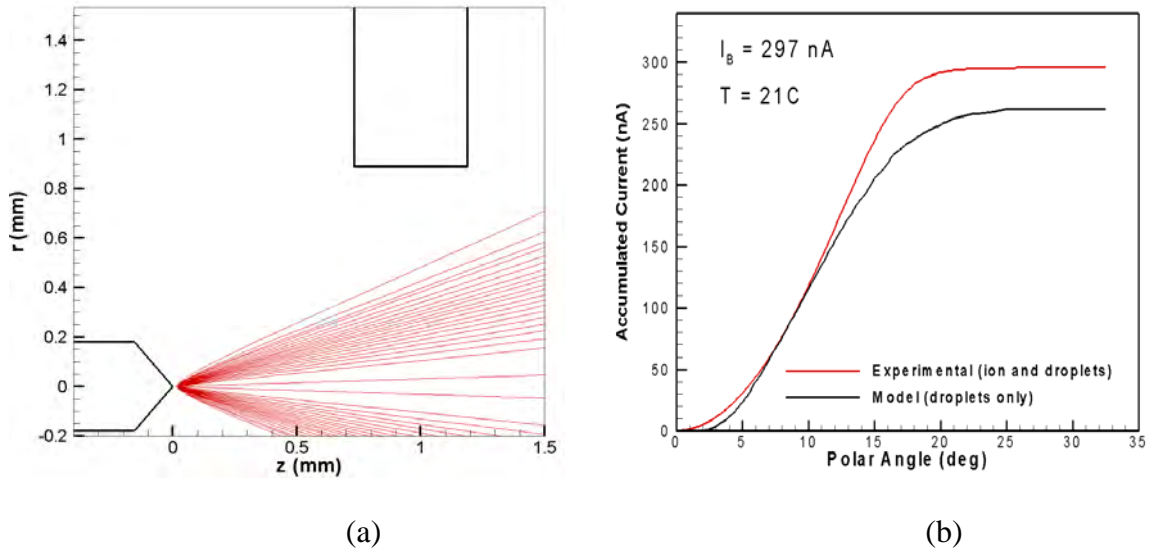 1.4
1.2
1
0.8
0.6
0.4
0.2
0
-0.2
r (mm)
0
0.5
1
1.5
z (mm)
(a)
I_B = 297 nA
T = 21C
300
250
200
150
100
50
0
Accumulated Current (nA)
Experimental (ion and droplets)
Model (droplets only)
0
5
10
15
20
25
30
35
Polar Angle (deg)
(b)